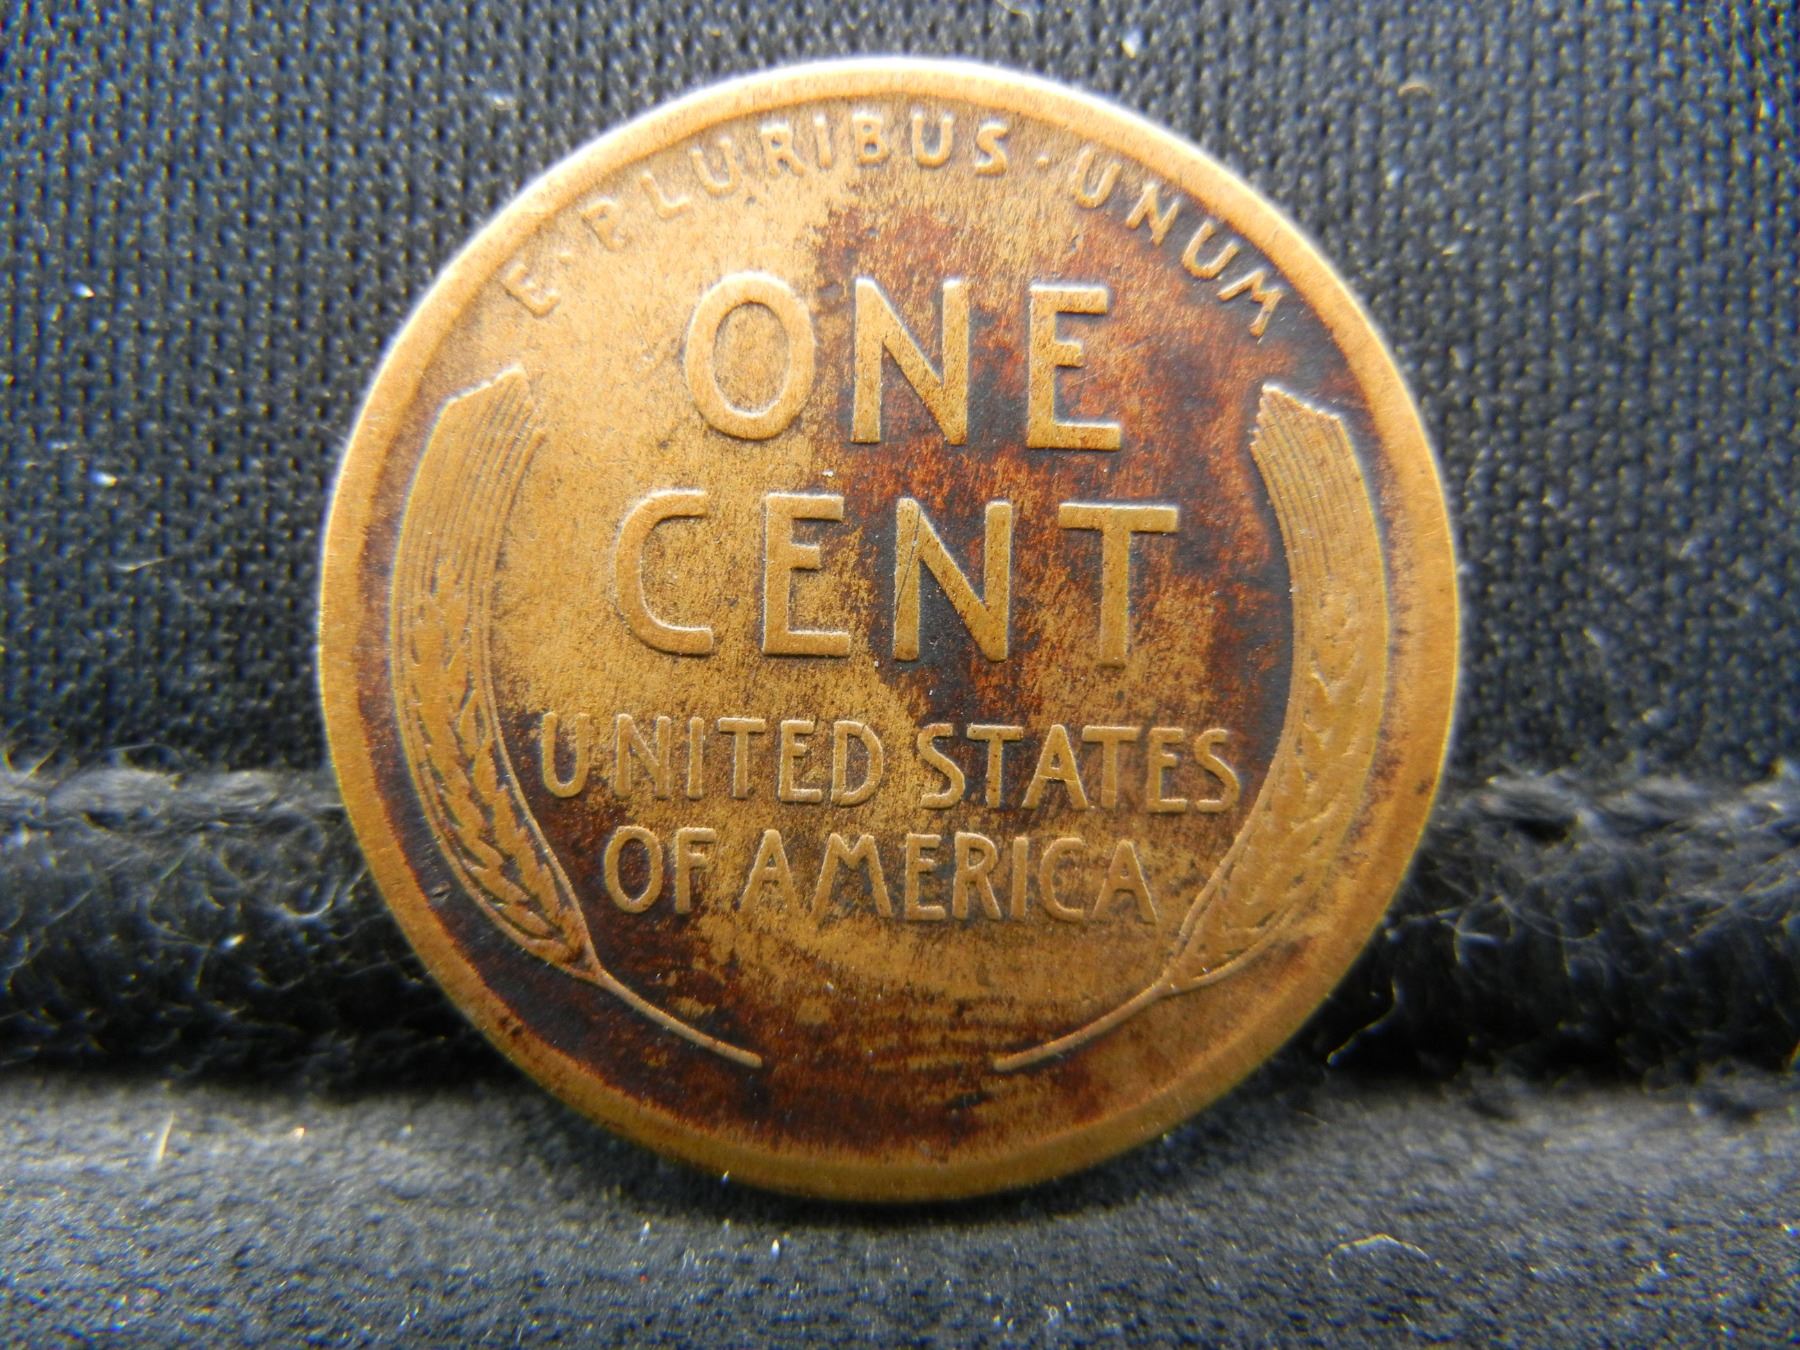 E·PLURIBUS·UNUM
ONE
CENT
UNITED STATES
OF AMERICA